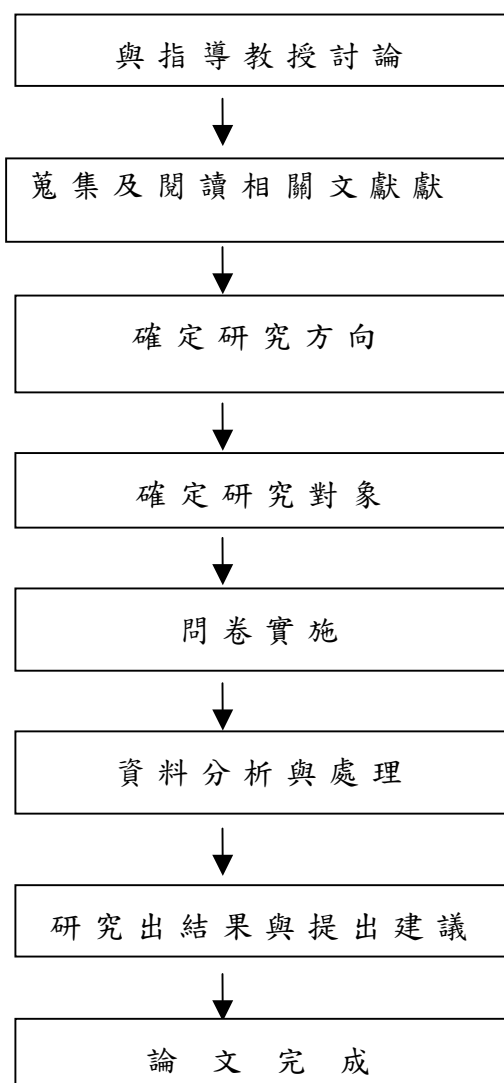 與指導教授討論
蒐集及閱讀相關文獻獻
確定研究方向
確定研究對象
問卷實施
資料分析與處理
研究出結果與提出建議
論文完成